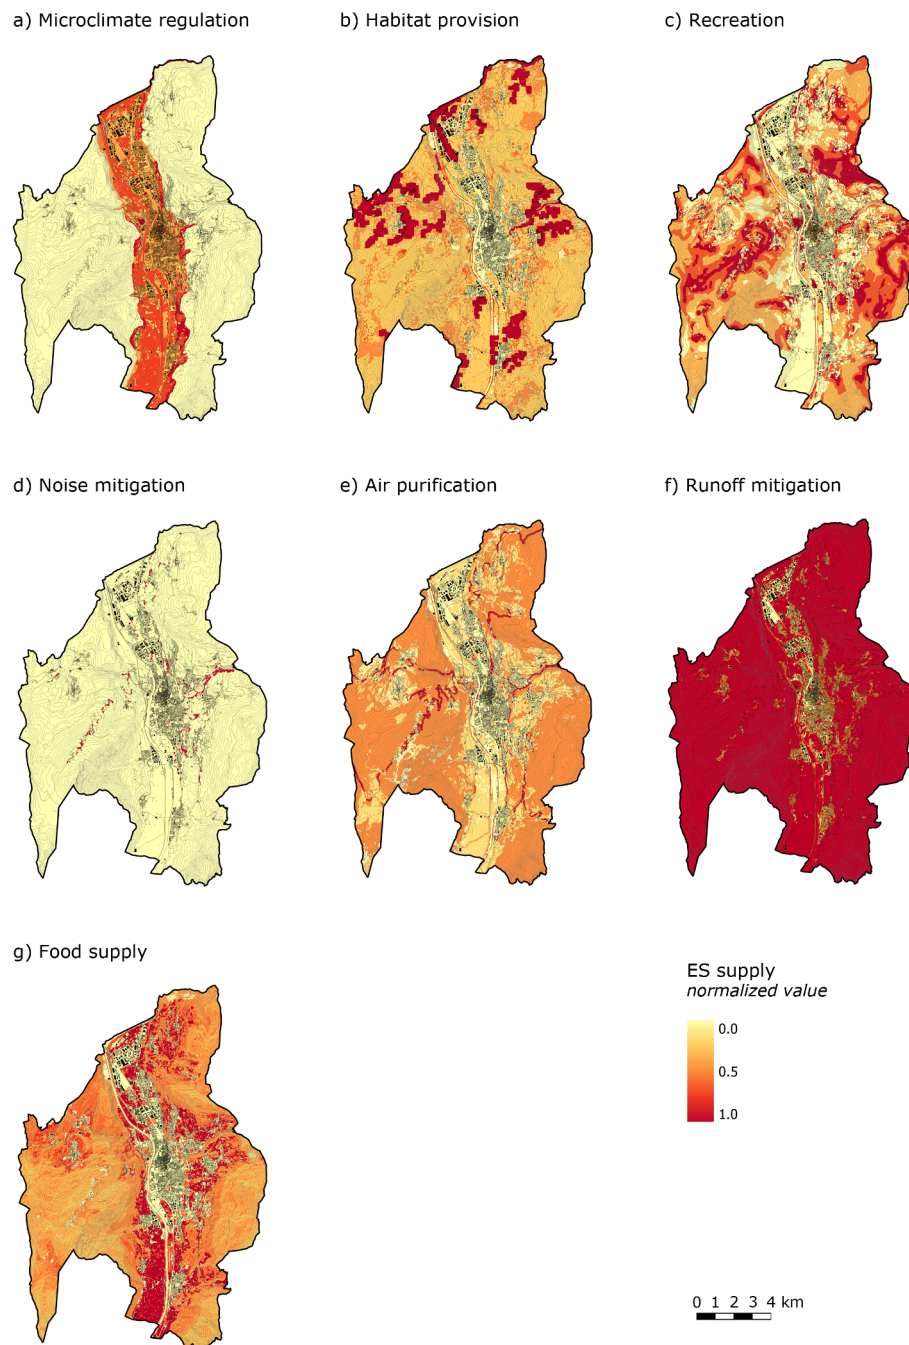 a) Microclimate regulation
b) Habitat provision
c) Recreation
d) Noise mitigation
e) Air purification
f) Runoff mitigation
g) Food supply
ES supply
normalized value
0.0
0.5
1.0
0 1 2 3 4 km